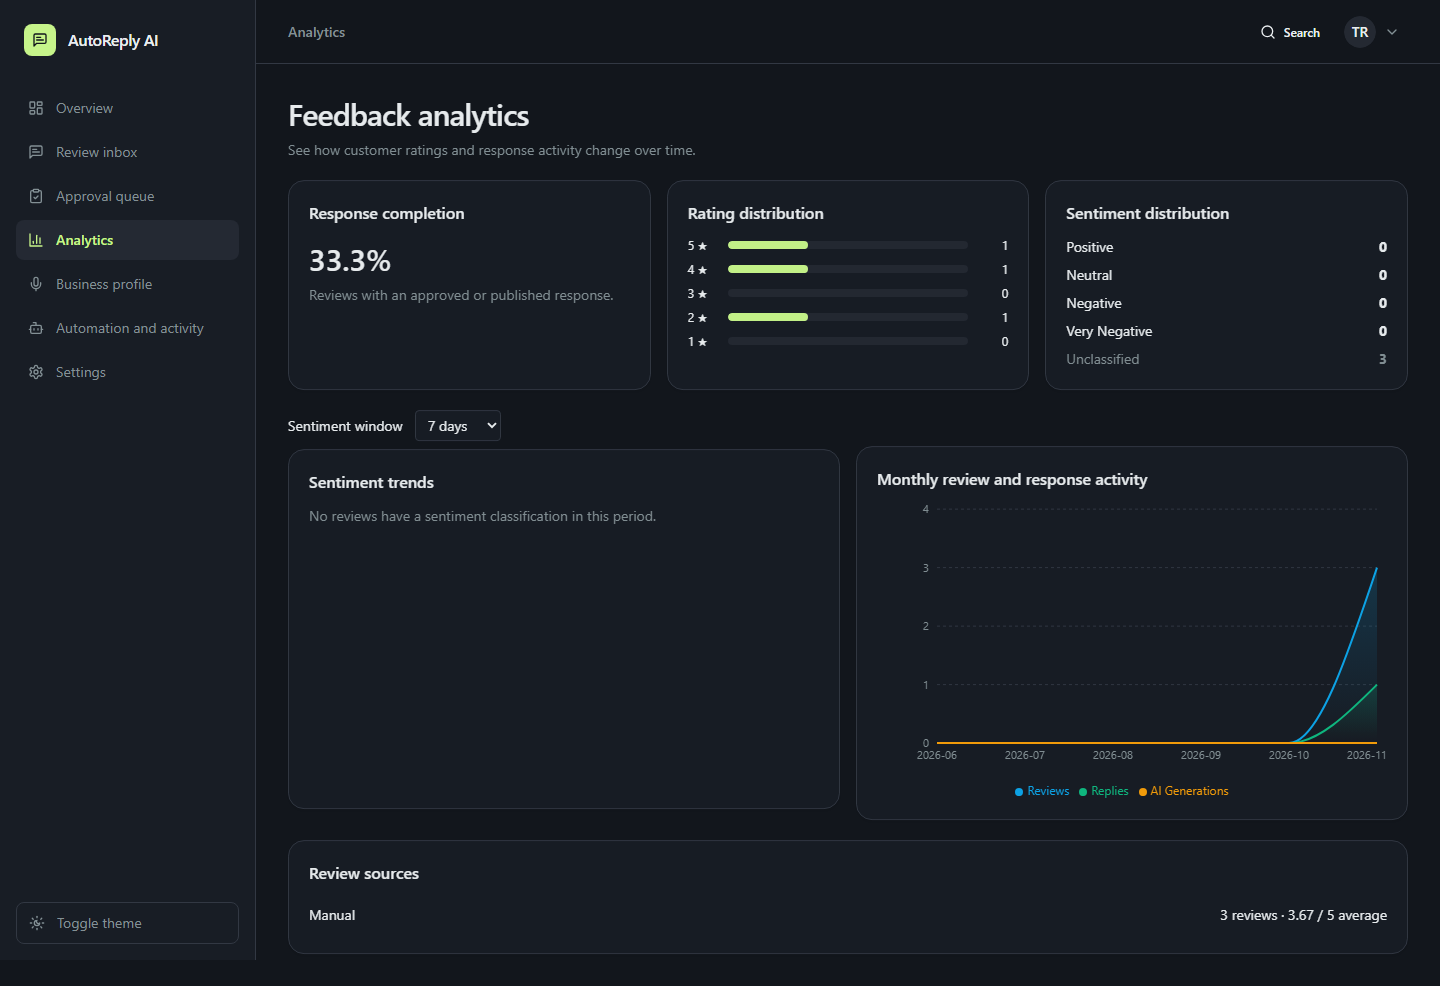 AutoReply AI
Overview
Review inbox
Approval queue
Analytics
Business profile
Automation and activity
Settings
Toggle theme
Analytics
Search
TR
Feedback analytics
See how customer ratings and response activity change over time.
Response completion
33.3%
Reviews with an approved or published response.
Rating distribution
5 ★ 1
4 ★ 1
3 ★ 0
2 ★ 1
1 ★ 0
Sentiment distribution
Positive 0
Neutral 0
Negative 0
Very Negative 0
Unclassified 3
Sentiment window 7 days
Sentiment trends
No reviews have a sentiment classification in this period.
Monthly review and response activity
4
3
2
1
0
2026-06 2026-07 2026-08 2026-09 2026-10 2026-11
Reviews Replies AI Generations
Review sources
Manual 3 reviews · 3.67 / 5 average